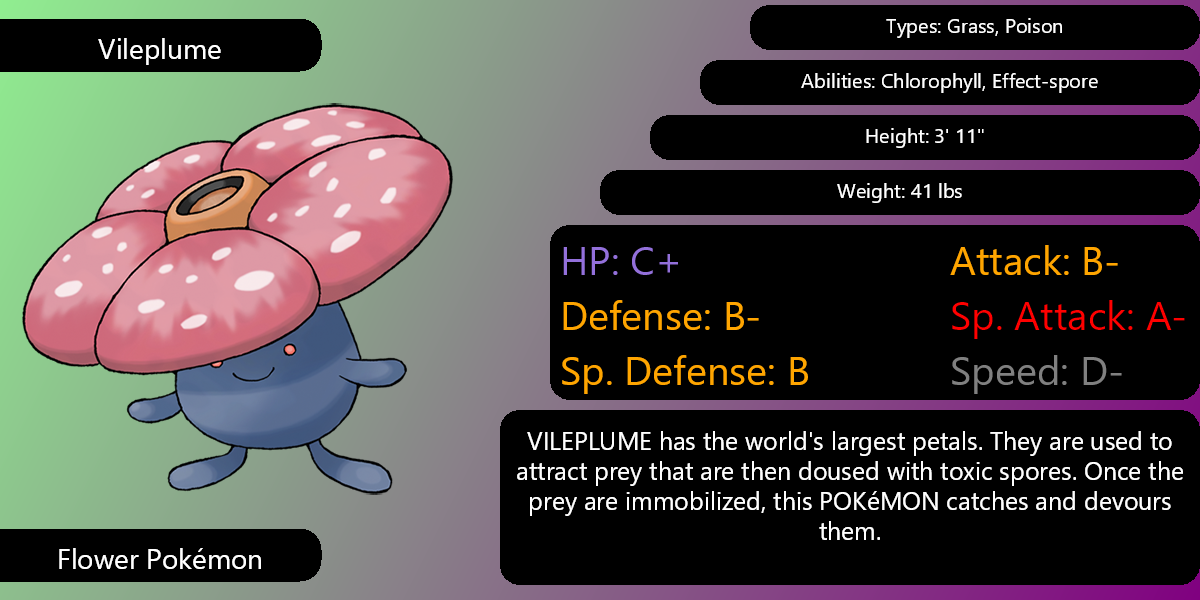 Vileplume
Types: Grass, Poison
Abilities: Chlorophyll, Effect-spore
Height: 3' 11"
Weight: 41 lbs
HP: C+
Attack: B-
Defense: B-
Sp. Attack: A-
Sp. Defense: B
Speed: D-
VILEPLUME has the world's largest petals. They are used to
attract prey that are then doused with toxic spores. Once the
prey are immobilized, this POKéMON catches and devours
them.
Flower Pokémon